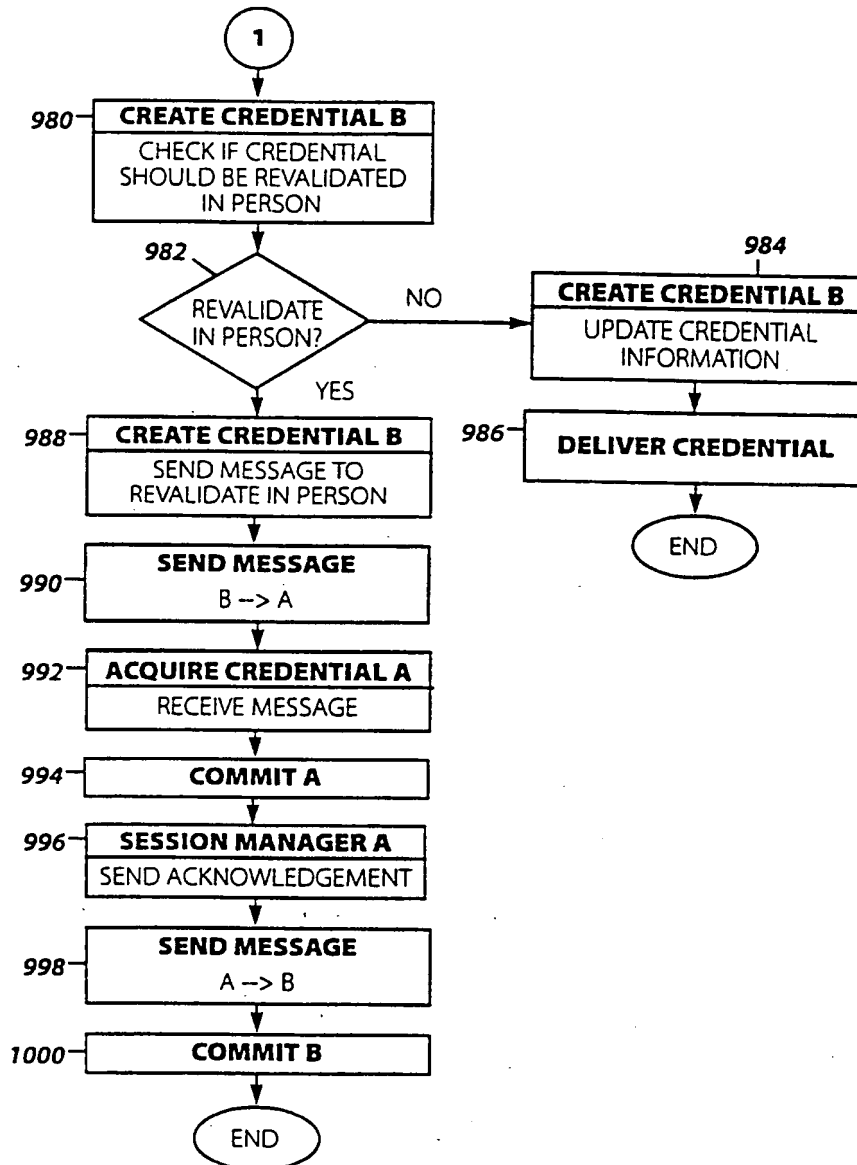 1
980
CREATE CREDENTIAL B
CHECK IF CREDENTIAL
SHOULD BE REVALIDATED
IN PERSON
982
REVALIDATE
IN PERSON?
NO
YES
984
CREATE CREDENTIAL B
UPDATE CREDENTIAL
INFORMATION
986
DELIVER CREDENTIAL
END
988
CREATE CREDENTIAL B
SEND MESSAGE TO
REVALIDATE IN PERSON
990
SEND MESSAGE
B --> A
992
ACQUIRE CREDENTIAL A
RECEIVE MESSAGE
994
COMMIT A
996
SESSION MANAGER A
SEND ACKNOWLEDGEMENT
998
SEND MESSAGE
A --> B
1000
COMMIT B
END